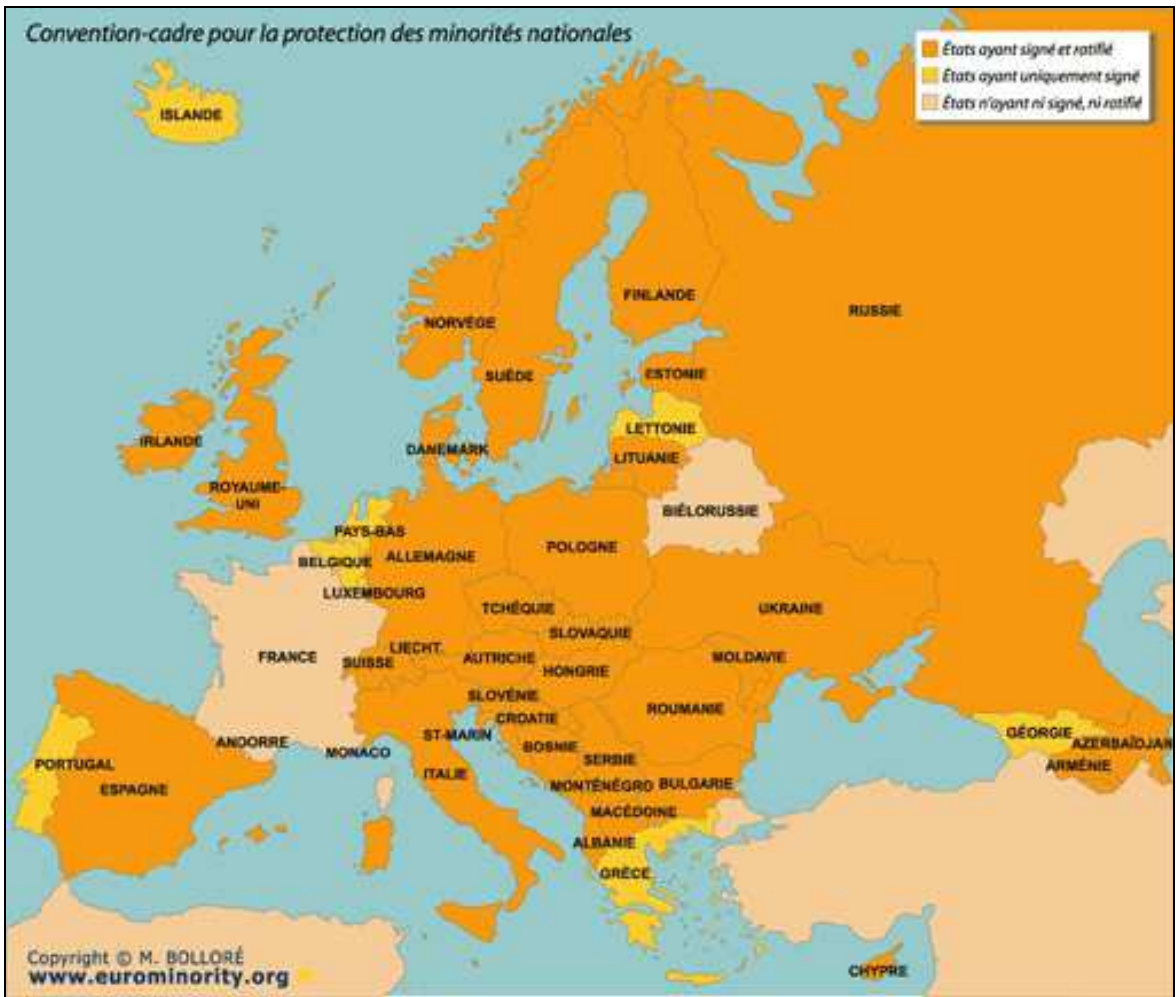 Convention-cadre pour la protection des minorités nationales
États ayant signé et ratifié
États ayant uniquement signé
États n'ayant ni signé, ni ratifié
ISLANDE
NORVÈGE
FINLANDE
RUSSIE
SUÈDE
ESTONIE
LETTONIE
LITUANIE
DANEMARK
IRLANDE
ROYAUME-
UNI
BIÉLORUSSIE
PAYS-BAS
BELGIQUE
ALLEMAGNE
POLOGNE
LUXEMBOURG
TCHÉQUIE
UKRAINE
SLOVAQUIE
FRANCE
SUISSE
LIECHT.
AUTRICHE
HONGRIE
MOLDAVIE
SLOVÉNIE
CROATIE
ROUMANIE
ANDORRE
MONACO
ST-MARIN
BOSNIE
SERBIE
GÉORGIE
AZERBAÏDJAN
ARMÉNIE
PORTUGAL
ESPAGNE
ITALIE
MONTÉNÉGRO
BULGARIE
MACÉDOINE
ALBANIE
GRÈCE
CHYPRE
Copyright © M. BOLLORÉ
www.eurominority.org